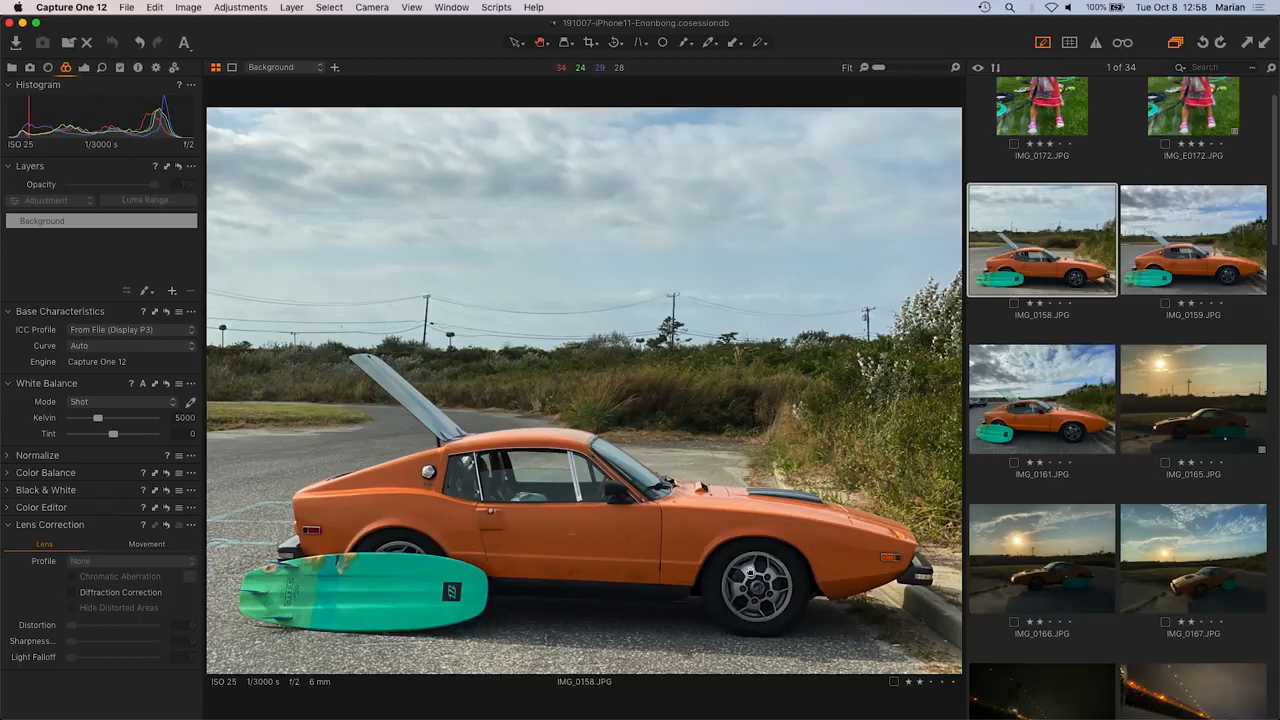 Capture One 12 File Edit Image Adjustments Layer Select Camera View Window Scripts Help 100% Tue Oct 8 12:58 Marian
191007-iPhone11-Enonbong.cosessiondb
Background 34 24 29 28 Fit 1 of 34 Search
Histogram
ISO 25 1/3000 s f/2
Layers
Opacity 100
Adjustment Luma Range...
Background
Base Characteristics
ICC Profile From File (Display P3)
Curve Auto
Engine Capture One 12
White Balance
Mode Shot
Kelvin 5000
Tint 0
Normalize
Color Balance
Black & White
Color Editor
Lens Correction
Lens Movement
Profile None
Chromatic Aberration
Diffraction Correction
Hide Distorted Areas
Distortion 0
Sharpness... 0
Light Falloff 0
ISO 25 1/3000 s f/2 6 mm IMG_0158.JPG
IMG_0172.JPG IMG_E0172.JPG
IMG_0158.JPG IMG_0159.JPG
IMG_0161.JPG IMG_0165.JPG
IMG_0166.JPG IMG_0167.JPG